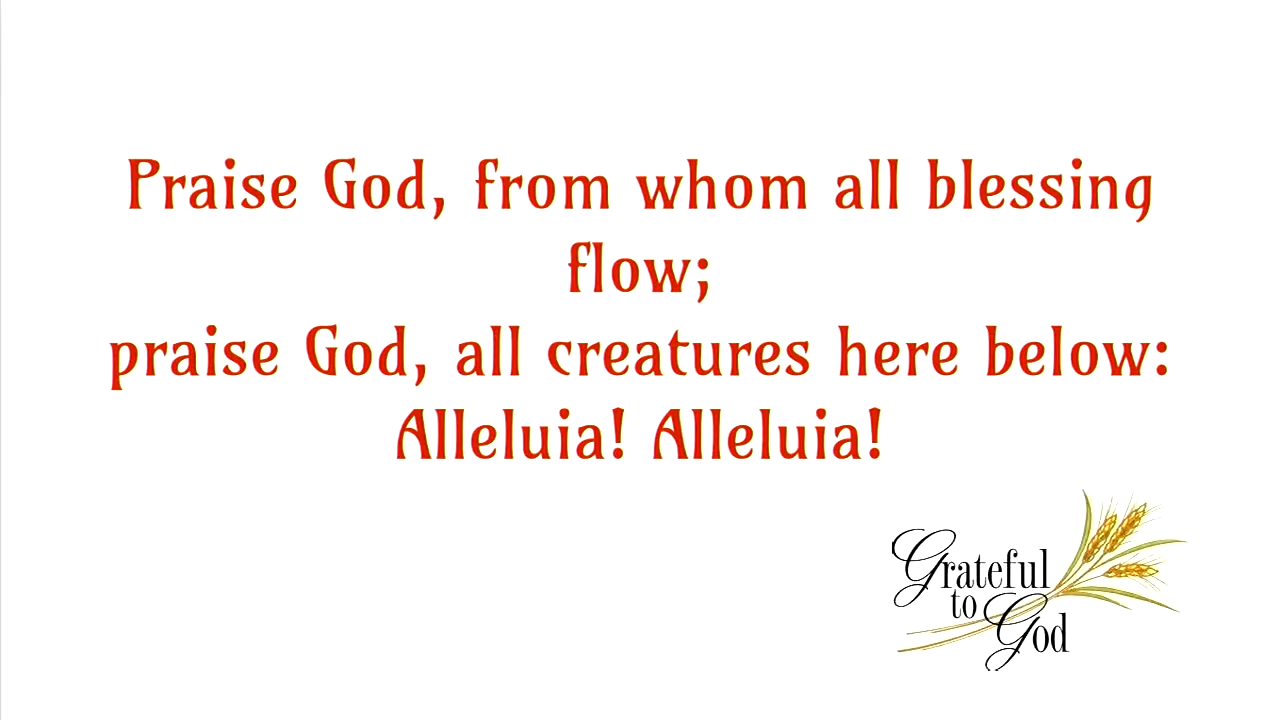 Praise God, from whom all blessing
flow;
praise God, all creatures here below:
Alleluia! Alleluia!
Grateful
to
God